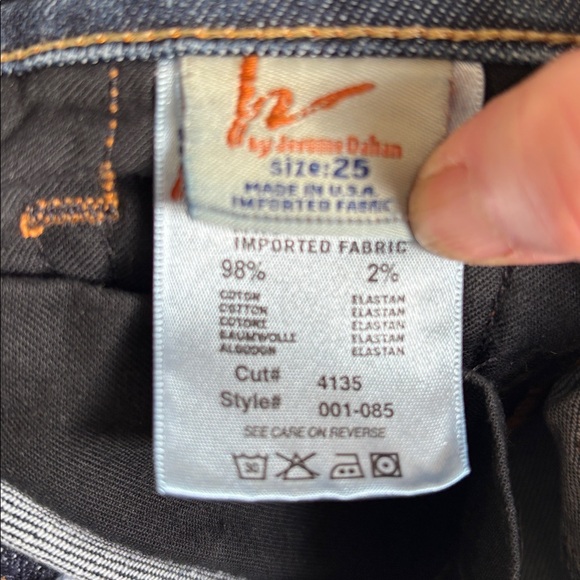 by Jerome Dahan
size:25
MADE IN U.S.A.
IMPORTED FABRIC
IMPORTED FABRIC
98% 2%
COTON ELASTAN
COTTON ELASTAN
COTONE ELASTAN
BAUMWOLLE ELASTAN
ALGODON ELASTAN
Cut# 4135
Style# 001-085
SEE CARE ON REVERSE
30